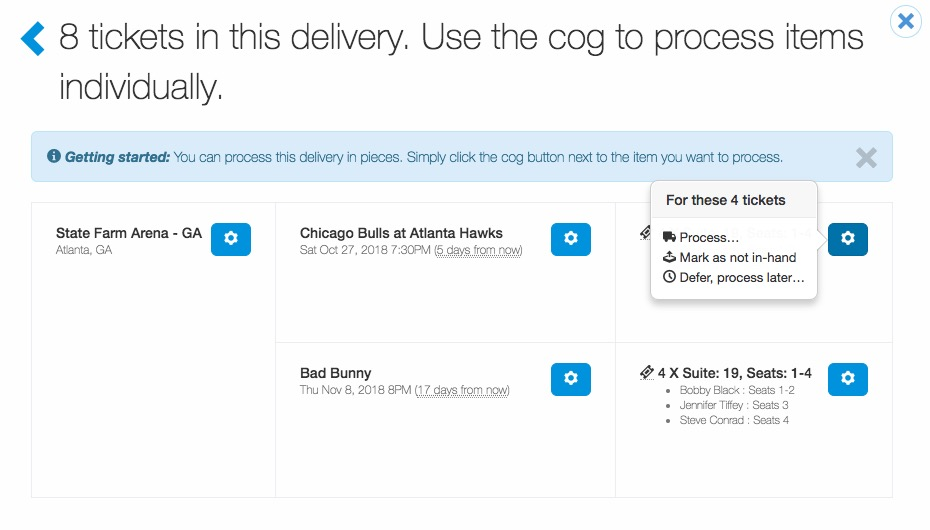 8 tickets in this delivery. Use the cog to process items
individually.
Getting started: You can process this delivery in pieces. Simply click the cog button next to the item you want to process.
State Farm Arena - GA
Atlanta, GA
Chicago Bulls at Atlanta Hawks
Sat Oct 27, 2018 7:30PM (5 days from now)
For these 4 tickets
Process...
Mark as not in-hand
Defer, process later...
Bad Bunny
Thu Nov 8, 2018 8PM (17 days from now)
4 X Suite: 19, Seats: 1-4
Bobby Black : Seats 1-2
Jennifer Tiffey : Seats 3
Steve Conrad : Seats 4